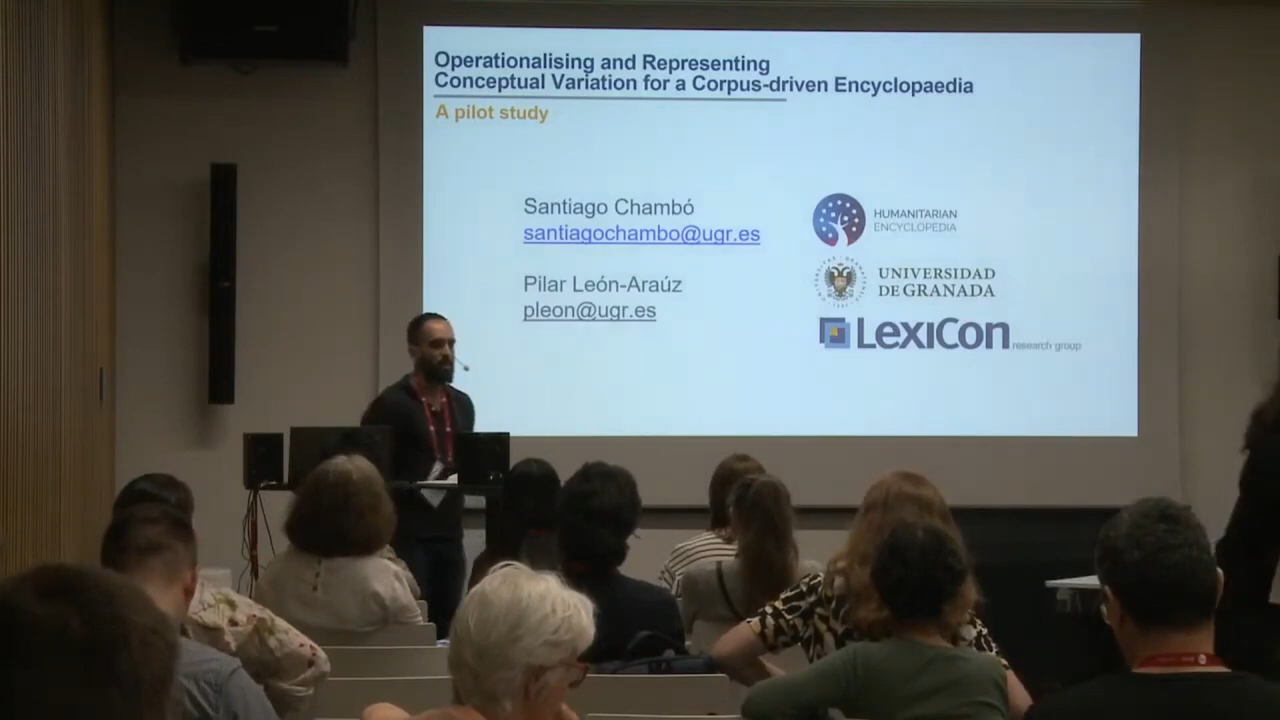 Operationalising and Representing
Conceptual Variation for a Corpus-driven Encyclopaedia
A pilot study
Santiago Chambó
santiagochambo@ugr.es
Pilar León-Araúz
pleon@ugr.es
HUMANITARIAN
ENCYCLOPEDIA
UNIVERSIDAD
DE GRANADA
LEXICON
research group